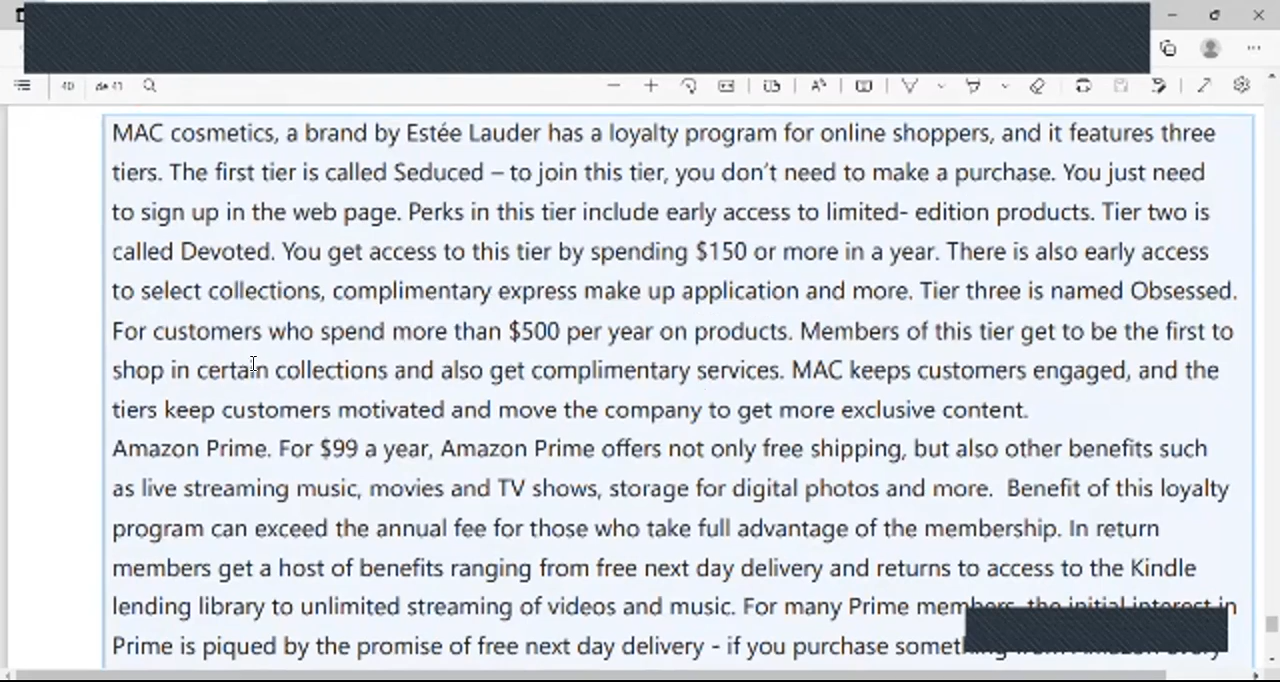 40 de 41
MAC cosmetics, a brand by Estée Lauder has a loyalty program for online shoppers, and it features three
tiers. The first tier is called Seduced – to join this tier, you don't need to make a purchase. You just need
to sign up in the web page. Perks in this tier include early access to limited- edition products. Tier two is
called Devoted. You get access to this tier by spending $150 or more in a year. There is also early access
to select collections, complimentary express make up application and more. Tier three is named Obsessed.
For customers who spend more than $500 per year on products. Members of this tier get to be the first to
shop in certain collections and also get complimentary services. MAC keeps customers engaged, and the
tiers keep customers motivated and move the company to get more exclusive content.
Amazon Prime. For $99 a year, Amazon Prime offers not only free shipping, but also other benefits such
as live streaming music, movies and TV shows, storage for digital photos and more.  Benefit of this loyalty
program can exceed the annual fee for those who take full advantage of the membership. In return
members get a host of benefits ranging from free next day delivery and returns to access to the Kindle
lending library to unlimited streaming of videos and music. For many Prime members, the initial interest in
Prime is piqued by the promise of free next day delivery - if you purchase